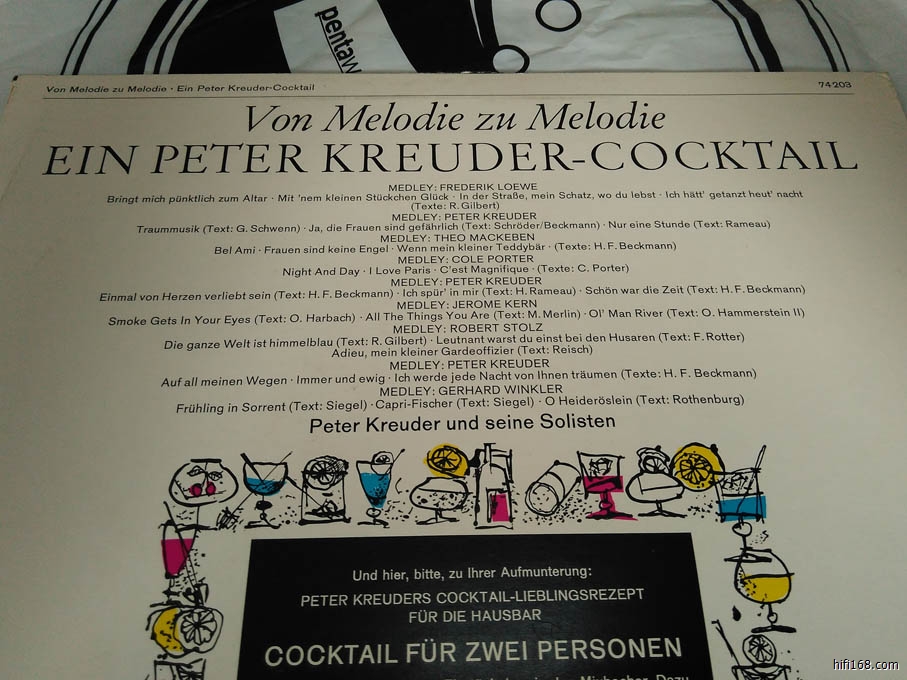 pentaw
Von Melodie zu Melodie · Ein Peter Kreuder-Cocktail 74 203
Von Melodie zu Melodie
EIN PETER KREUDER-COCKTAIL
MEDLEY: FREDERIK LOEWE
Bringt mich pünktlich zum Altar · Mit 'nem kleinen Stückchen Glück · In der Straße, mein Schatz, wo du lebst · Ich hätt' getanzt heut' nacht
(Texte: R. Gilbert)
MEDLEY: PETER KREUDER
Traummusik (Text: G. Schwenn) · Ja, die Frauen sind gefährlich (Text: Schröder/Beckmann) · Nur eine Stunde (Text: Rameau)
MEDLEY: THEO MACKEBEN
Bel Ami · Frauen sind keine Engel · Wenn mein kleiner Teddybär · (Texte: H. F. Beckmann)
MEDLEY: COLE PORTER
Night And Day · I Love Paris · C'est Magnifique · (Texte: C. Porter)
MEDLEY: PETER KREUDER
Einmal von Herzen verliebt sein (Text: H. F. Beckmann) · Ich spür' in mir (Text: H. Rameau) · Schön war die Zeit (Text: H. F. Beckmann)
MEDLEY: JEROME KERN
Smoke Gets In Your Eyes (Text: O. Harbach) · All The Things You Are (Text: M. Merlin) · Ol' Man River (Text: O. Hammerstein II)
MEDLEY: ROBERT STOLZ
Die ganze Welt ist himmelblau (Text: R. Gilbert) · Leutnant warst du einst bei den Husaren (Text: F. Rotter)
Adieu, mein kleiner Gardeoffizier (Text: Reisch)
MEDLEY: PETER KREUDER
Auf all meinen Wegen · Immer und ewig · Ich werde jede Nacht von Ihnen träumen (Texte: H. F. Beckmann)
MEDLEY: GERHARD WINKLER
Frühling in Sorrent (Text: Siegel) · Capri-Fischer (Text: Siegel) · O Heideröslein (Text: Rothenburg)
Peter Kreuder und seine Solisten
Und hier, bitte, zu Ihrer Aufmunterung:
PETER KREUDERS COCKTAIL-LIEBLINGSREZEPT
FÜR DIE HAUSBAR
COCKTAIL FÜR ZWEI PERSONEN
hifi168.com